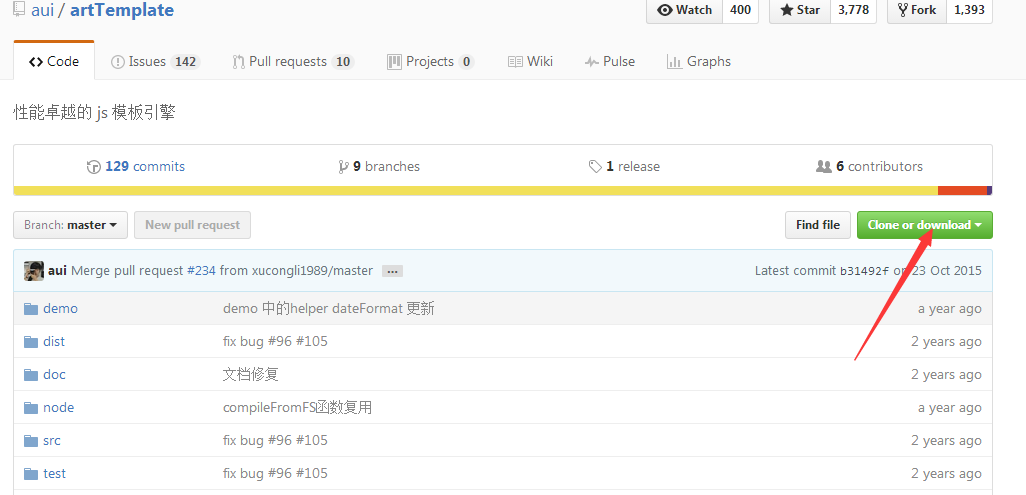 aui / artTemplate Watch 400 Star 3,778 Fork 1,393
Code Issues 142 Pull requests 10 Projects 0 Wiki Pulse Graphs
性能卓越的 js 模板引擎
129 commits 9 branches 1 release 6 contributors
Branch: master New pull request Find file Clone or download
aui Merge pull request #234 from xucongli1989/master ... Latest commit b31492f on 23 Oct 2015
demo demo 中的helper dateFormat 更新 a year ago
dist fix bug #96 #105 2 years ago
doc 文档修复 2 years ago
node compileFromFS函数复用 a year ago
src fix bug #96 #105 2 years ago
test fix bug #96 #105 2 years ago